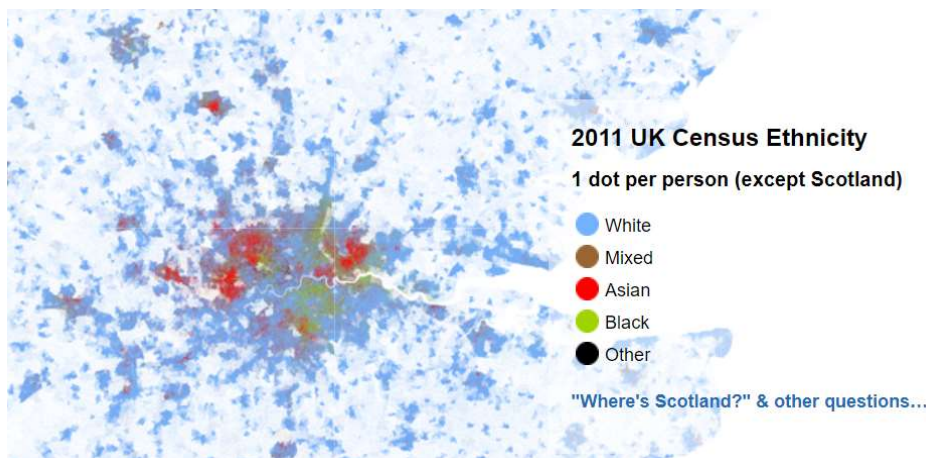 2011 UK Census Ethnicity
1 dot per person (except Scotland)
White
Mixed
Asian
Black
Other
"Where's Scotland?" & other questions…